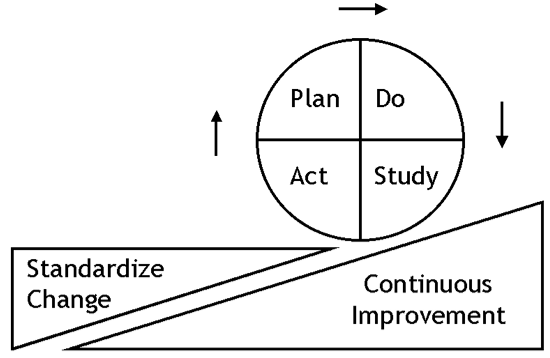 Plan
Do
Act
Study
Standardize
Change
Continuous
Improvement